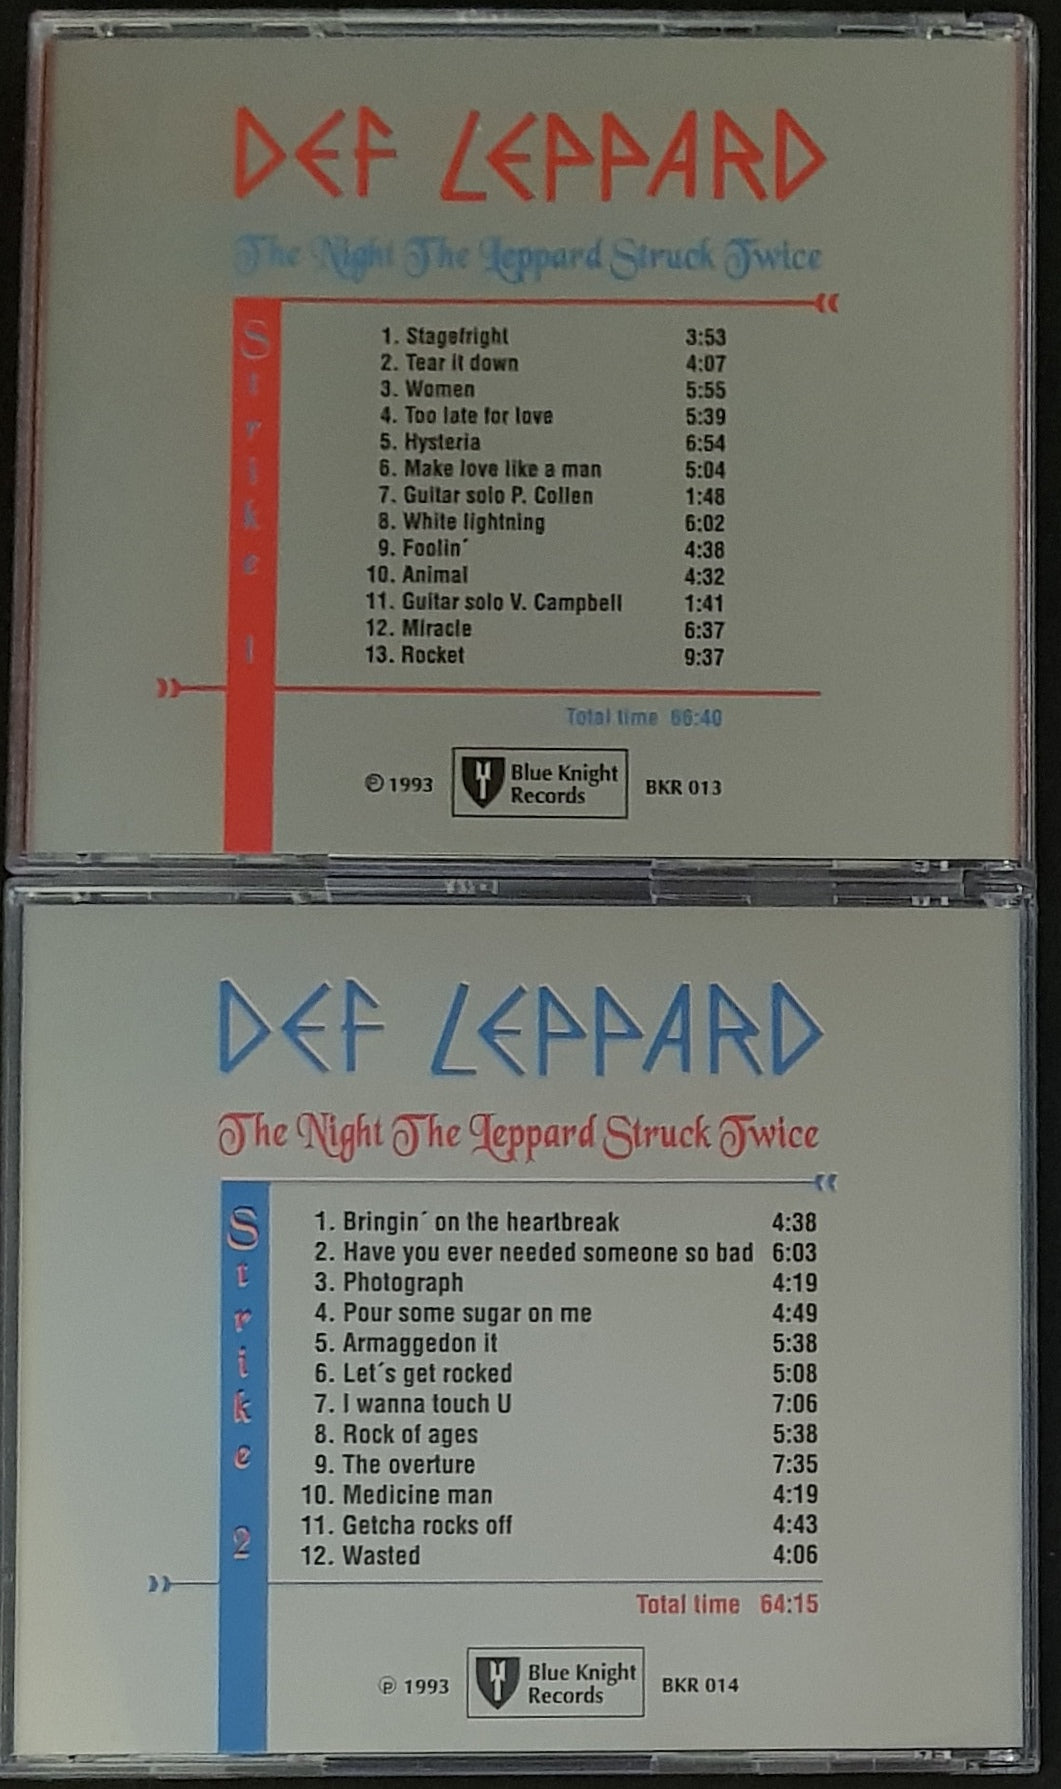 DEF LEPPARD
The Night The Leppard Struck Twice
Strike 1
1. Stagefright 3:53
2. Tear it down 4:07
3. Women 5:55
4. Too late for love 5:39
5. Hysteria 6:54
6. Make love like a man 5:04
7. Guitar solo P. Collen 1:48
8. White lightning 6:02
9. Foolin´ 4:38
10. Animal 4:32
11. Guitar solo V. Campbell 1:41
12. Miracle 6:37
13. Rocket 9:37
Total time 66:40
℗ 1993 Blue Knight Records BKR 013
DEF LEPPARD
The Night The Leppard Struck Twice
Strike 2
1. Bringin´ on the heartbreak 4:38
2. Have you ever needed someone so bad 6:03
3. Photograph 4:19
4. Pour some sugar on me 4:49
5. Armaggedon it 5:38
6. Let´s get rocked 5:08
7. I wanna touch U 7:06
8. Rock of ages 5:38
9. The overture 7:35
10. Medicine man 4:19
11. Getcha rocks off 4:43
12. Wasted 4:06
Total time 64:15
℗ 1993 Blue Knight Records BKR 014